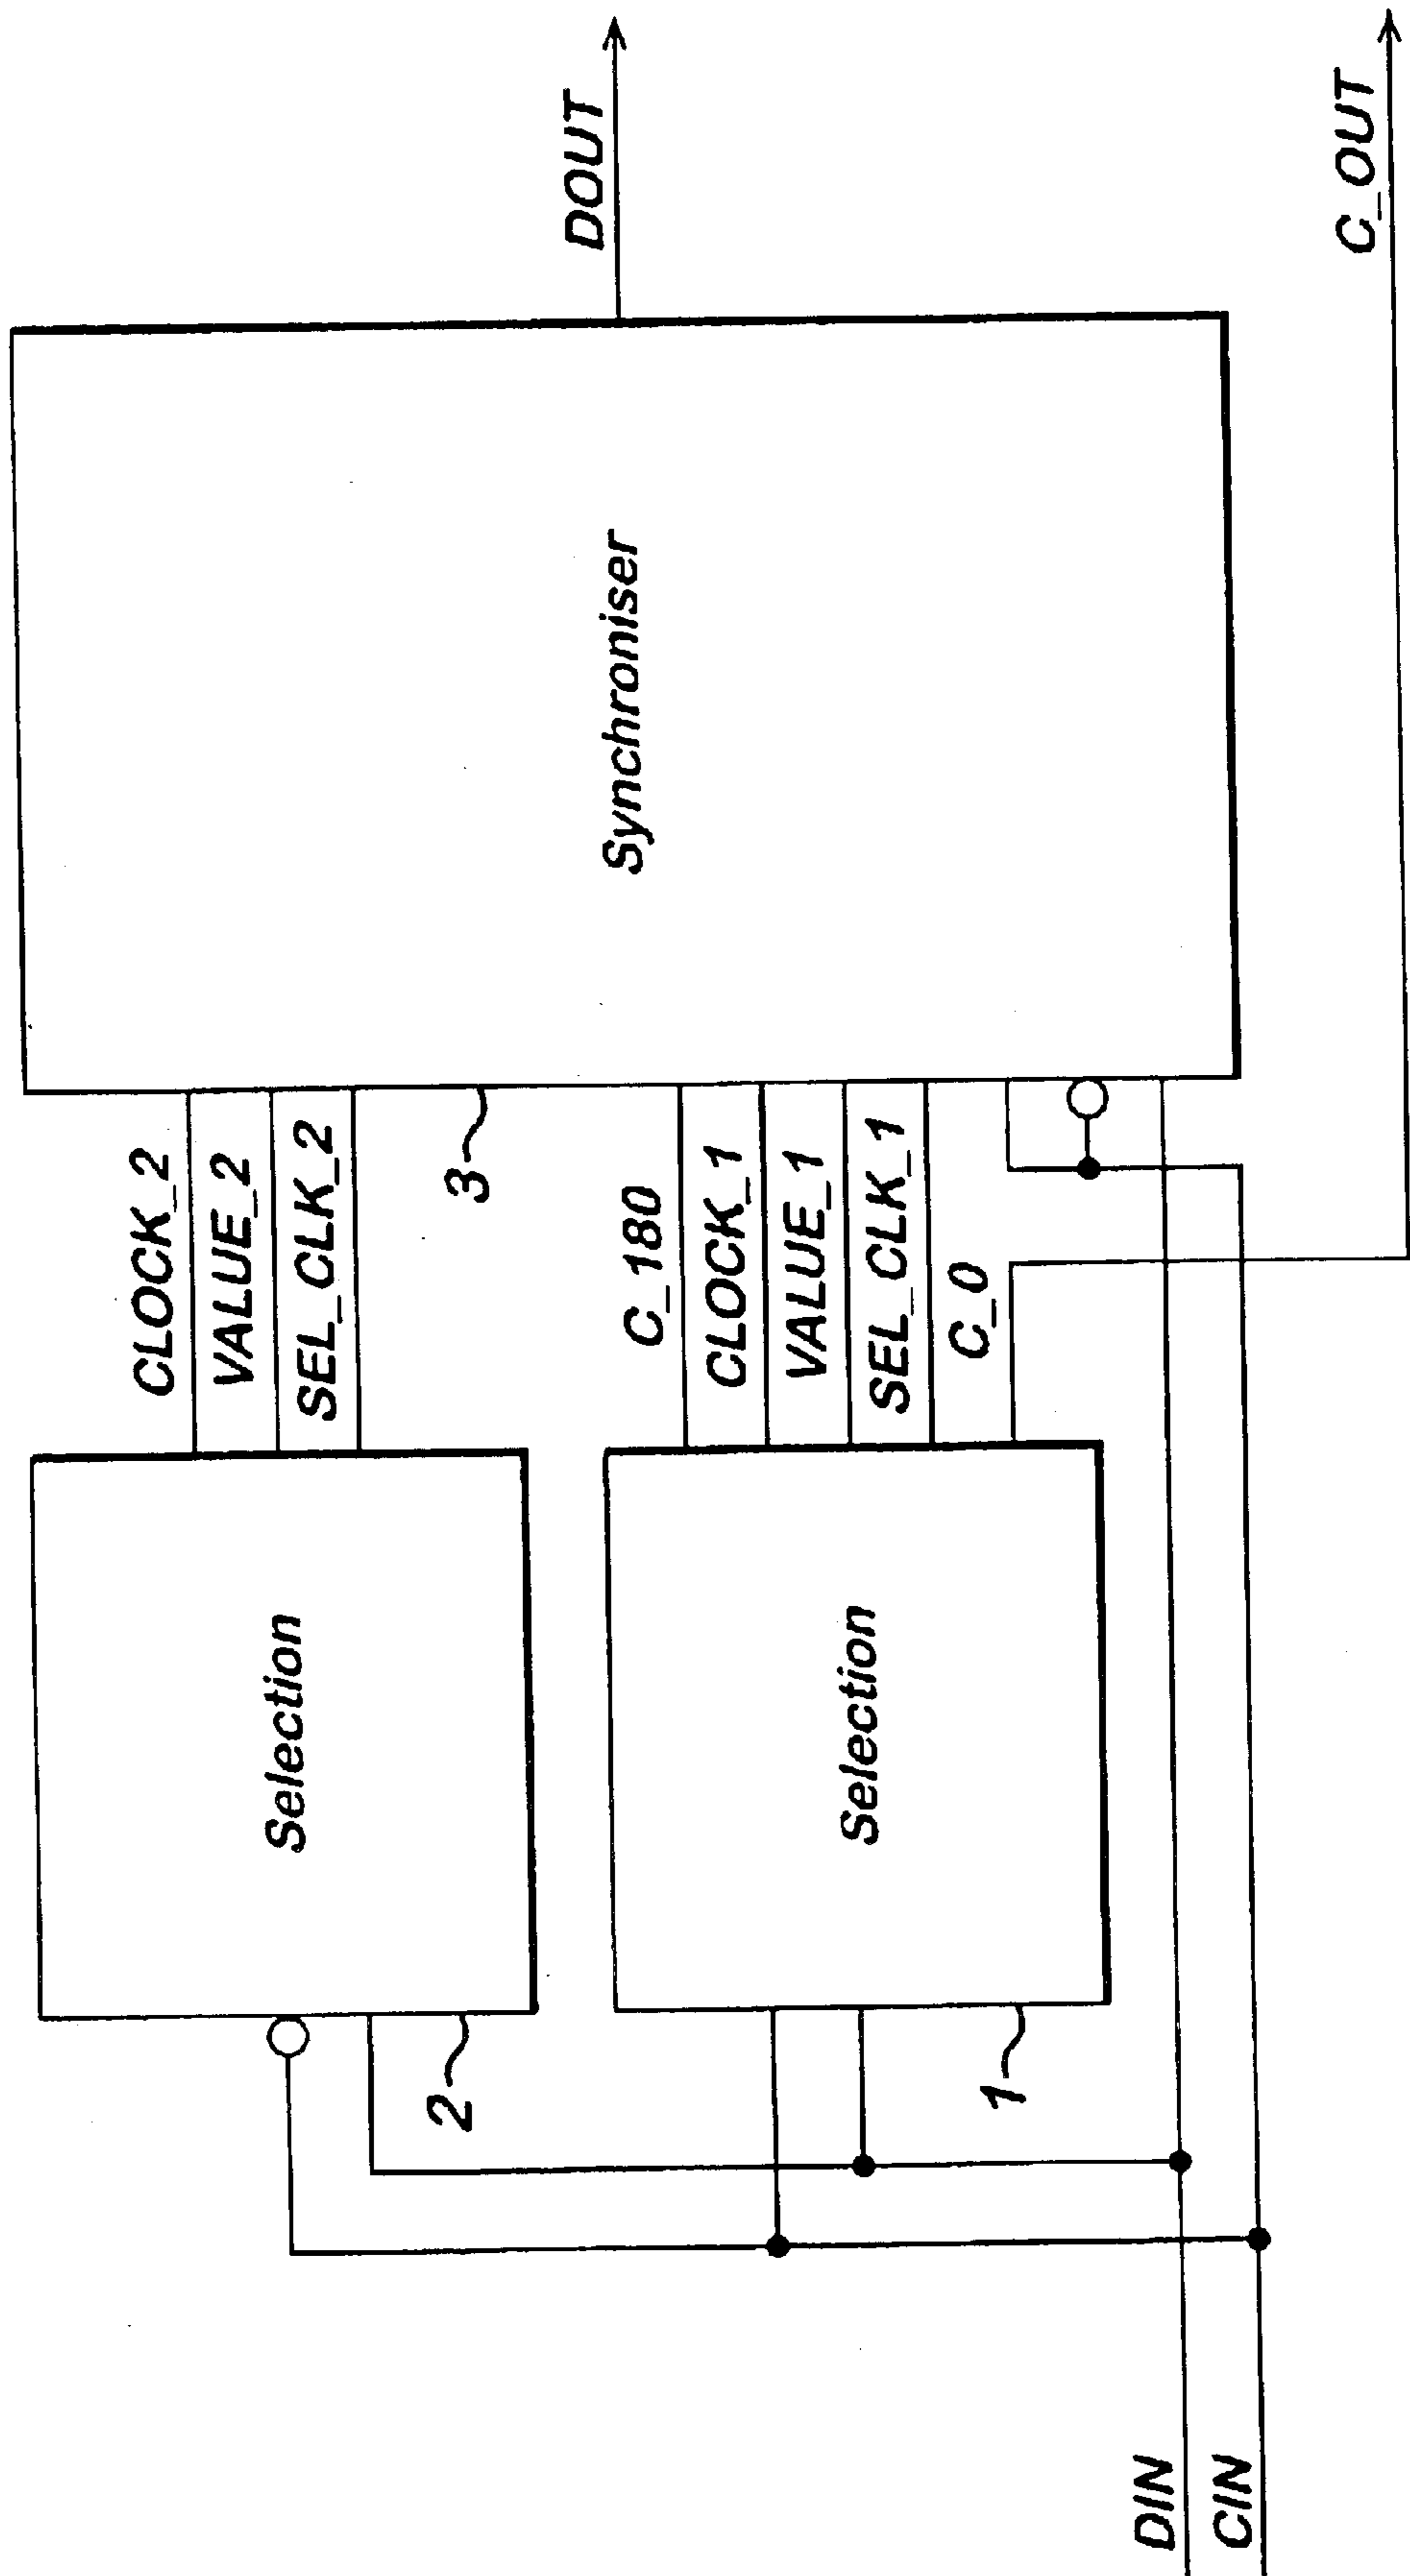 DIN
CIN
2
1
Selection
Selection
CLOCK_2
VALUE_2
SEL_CLK_2
3
C_180
CLOCK_1
VALUE_1
SEL_CLK_1
C_0
Synchroniser
DOUT
C_OUT